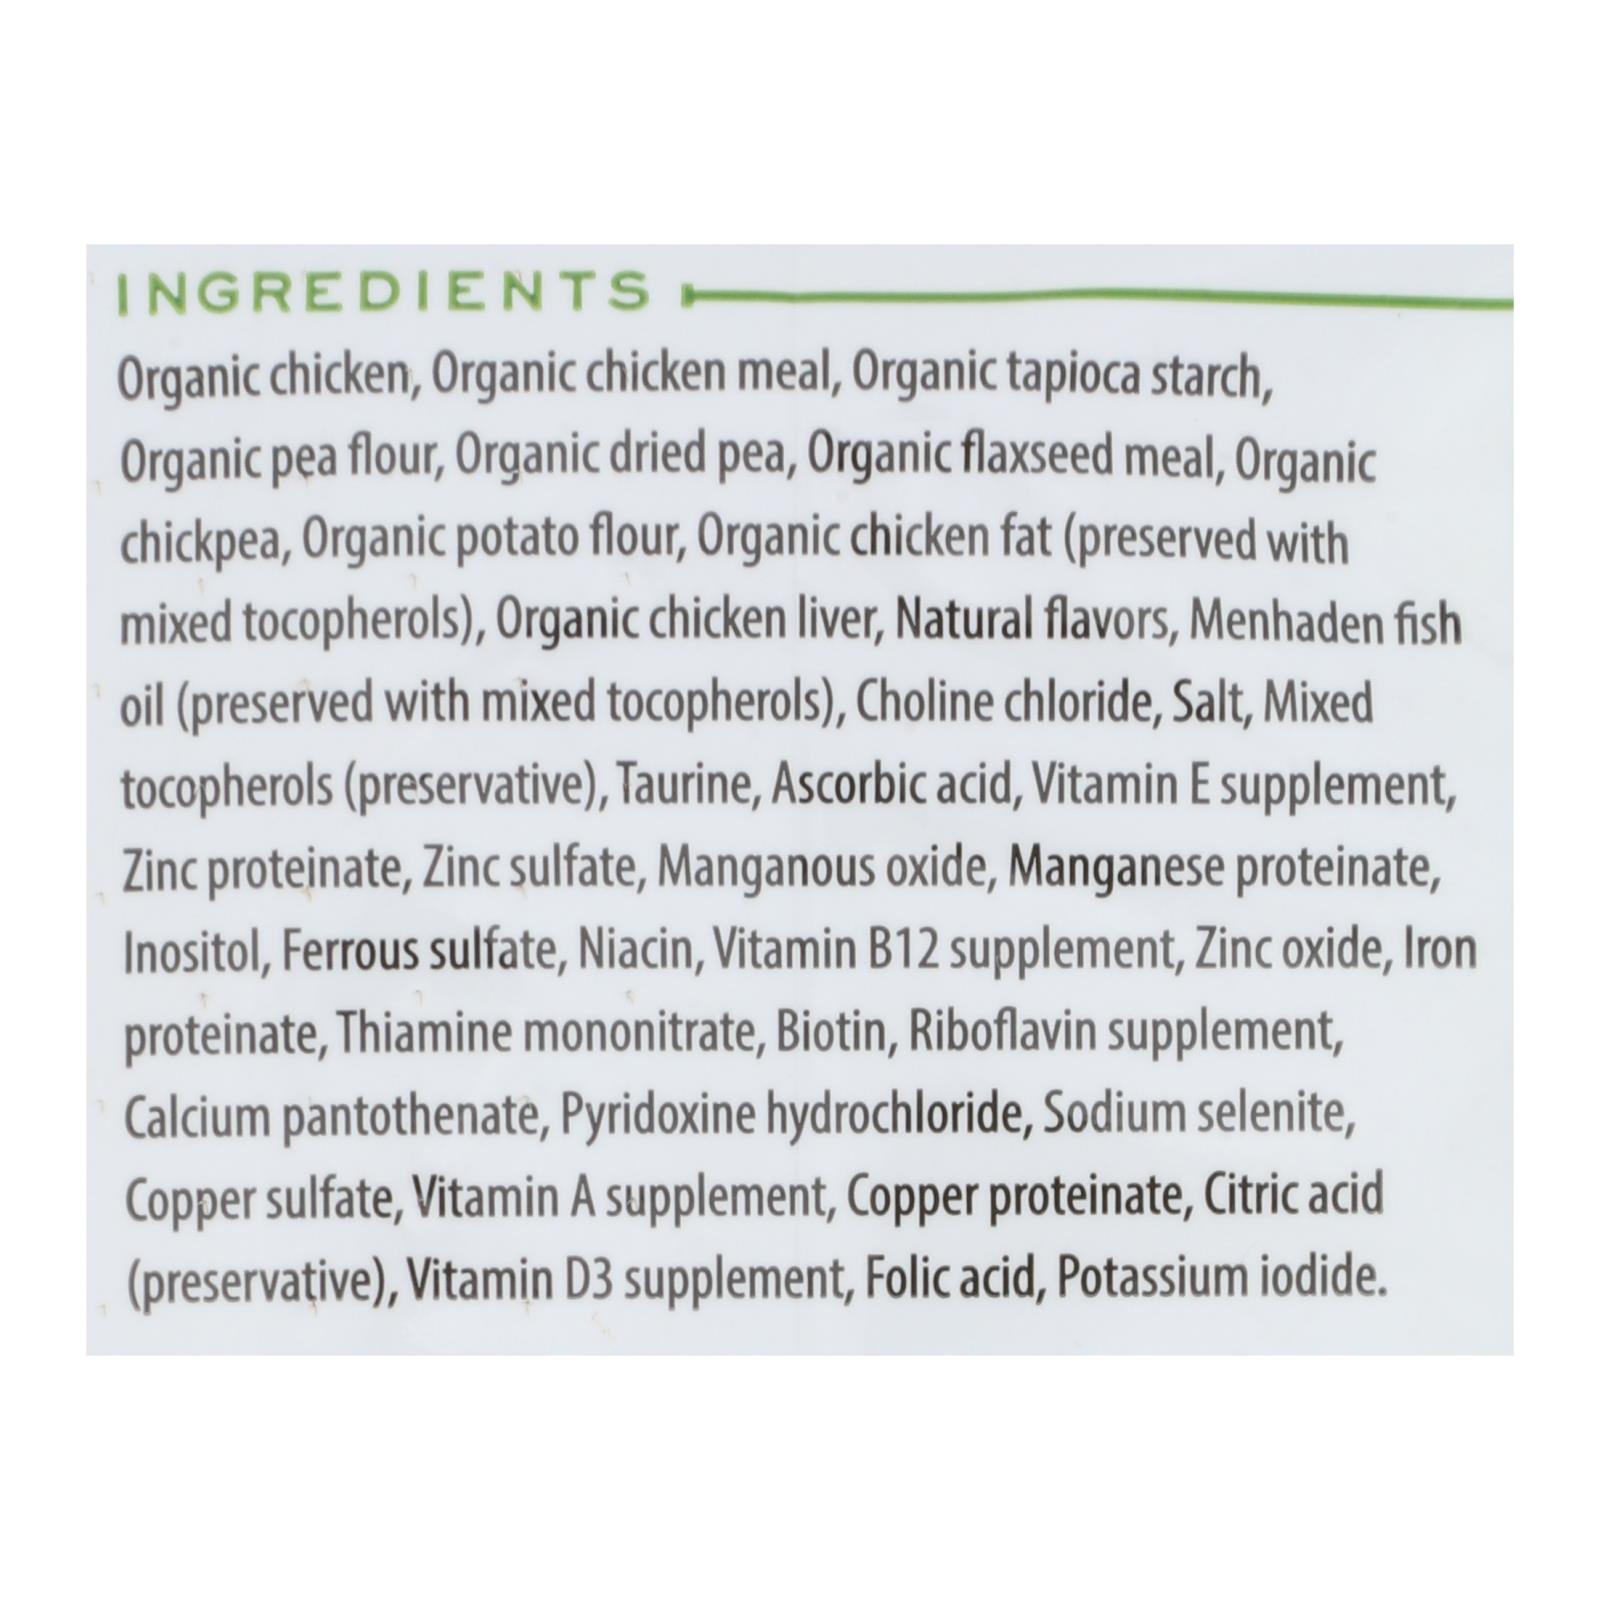 INGREDIENTS
Organic chicken, Organic chicken meal, Organic tapioca starch,
Organic pea flour, Organic dried pea, Organic flaxseed meal, Organic
chickpea, Organic potato flour, Organic chicken fat (preserved with
mixed tocopherols), Organic chicken liver, Natural flavors, Menhaden fish
oil (preserved with mixed tocopherols), Choline chloride, Salt, Mixed
tocopherols (preservative), Taurine, Ascorbic acid, Vitamin E supplement,
Zinc proteinate, Zinc sulfate, Manganous oxide, Manganese proteinate,
Inositol, Ferrous sulfate, Niacin, Vitamin B12 supplement, Zinc oxide, Iron
proteinate, Thiamine mononitrate, Biotin, Riboflavin supplement,
Calcium pantothenate, Pyridoxine hydrochloride, Sodium selenite,
Copper sulfate, Vitamin A supplement, Copper proteinate, Citric acid
(preservative), Vitamin D3 supplement, Folic acid, Potassium iodide.